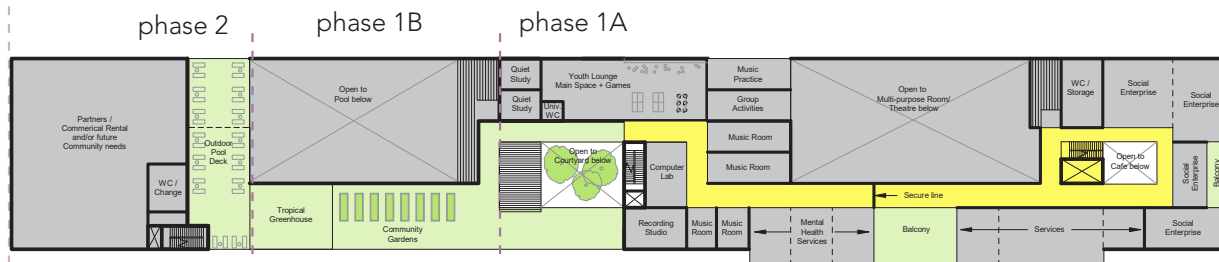 phase 2
phase 1B
phase 1A
Partners /
Commerical Rental
and/or future
Community needs
WC /
Change
Outdoor
Pool
Deck
Open to
Pool below
Tropical
Greenhouse
Community
Gardens
Quiet
Study
Quiet
Study
Univ.
WC
Youth Lounge
Main Space + Games
Open to
Courtyard below
Computer
Lab
Recording
Studio
Music
Room
Music
Room
Music
Practice
Group
Activities
Music Room
Music Room
Open to
Multi-purpose Room/
Theatre below
Secure line
Mental
Health
Services
Balcony
Services
WC /
Storage
Open to
Cafe below
Social
Enterprise
Social
Enterprise
Social
Enterprise
Balcony
Social
Enterprise